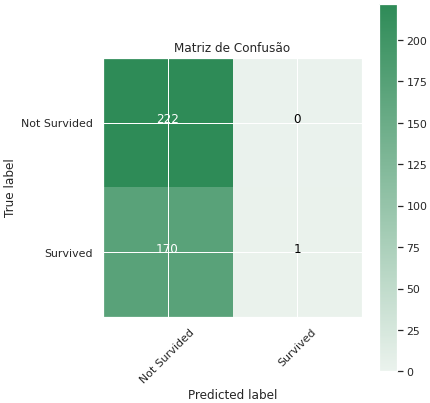 Matriz de Confusão
True label
Not Survided
222
0
Survived
170
1
Not Survided
Survived
Predicted label
200
175
150
125
100
75
50
25
0